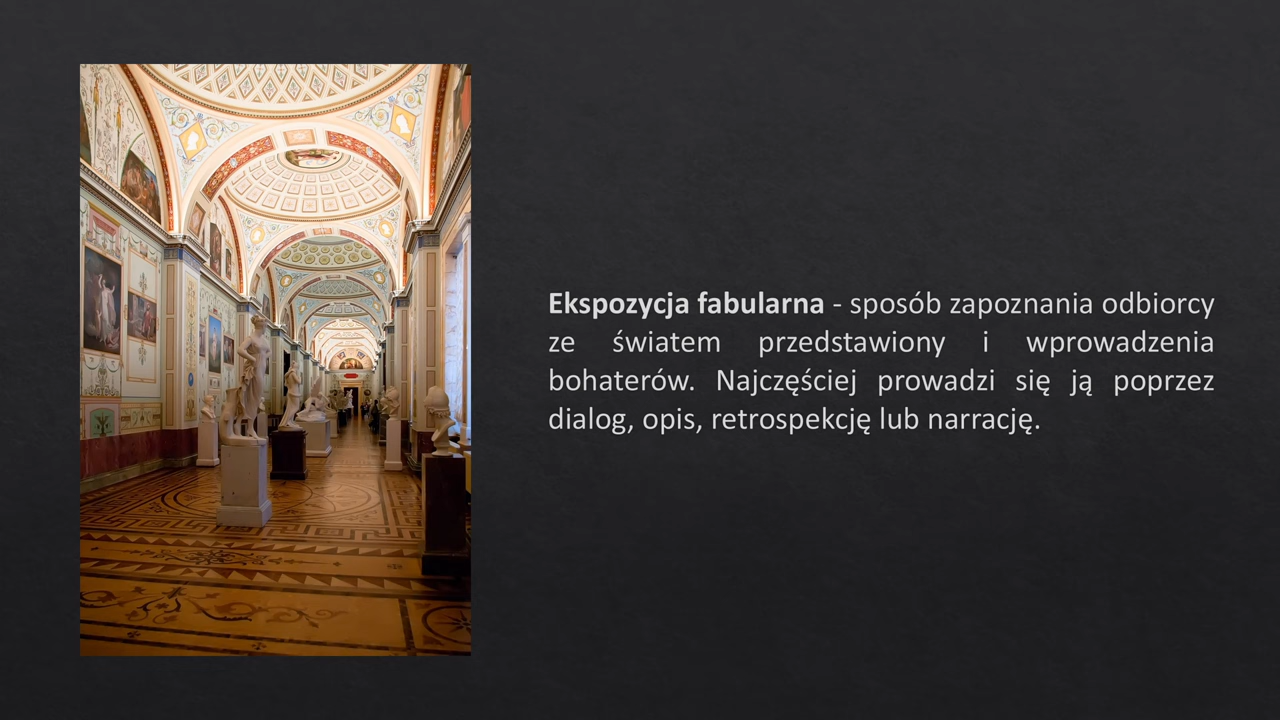 Ekspozycja fabularna - sposób zapoznania odbiorcy
ze światem przedstawiony i wprowadzenia
bohaterów. Najczęściej prowadzi się ją poprzez
dialog, opis, retrospekcję lub narrację.